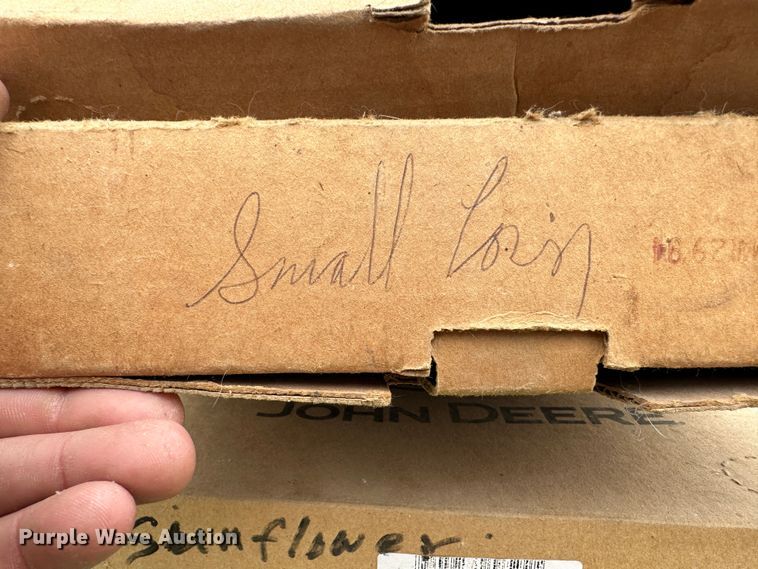 Small Corn
JOHN DEERE
Sunflower
Purple Wave Auction